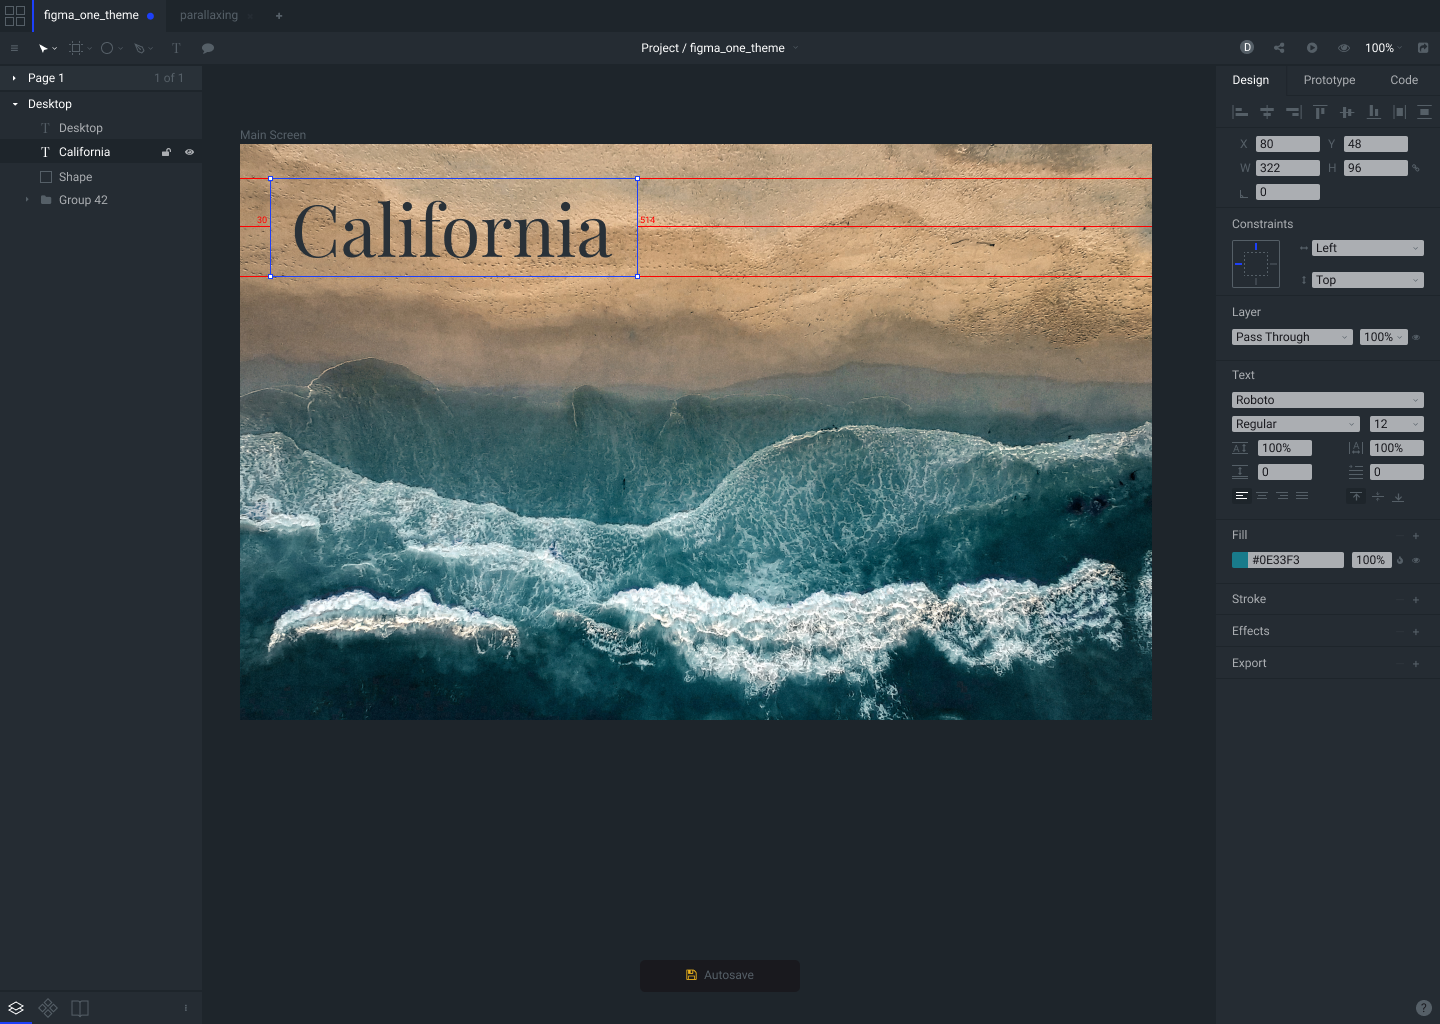 figma_one_theme
parallaxing
Project / figma_one_theme
D
100%
Page 1
1 of 1
Desktop
T Desktop
T California
Shape
Group 42
Main Screen
30
California
514
Design
Prototype
Code
X 80
Y 48
W 322
H 96
0
Constraints
Left
Top
Layer
Pass Through
100%
Text
Roboto
Regular
12
100%
100%
0
0
Fill
#0E33F3
100%
Stroke
Effects
Export
Autosave
?